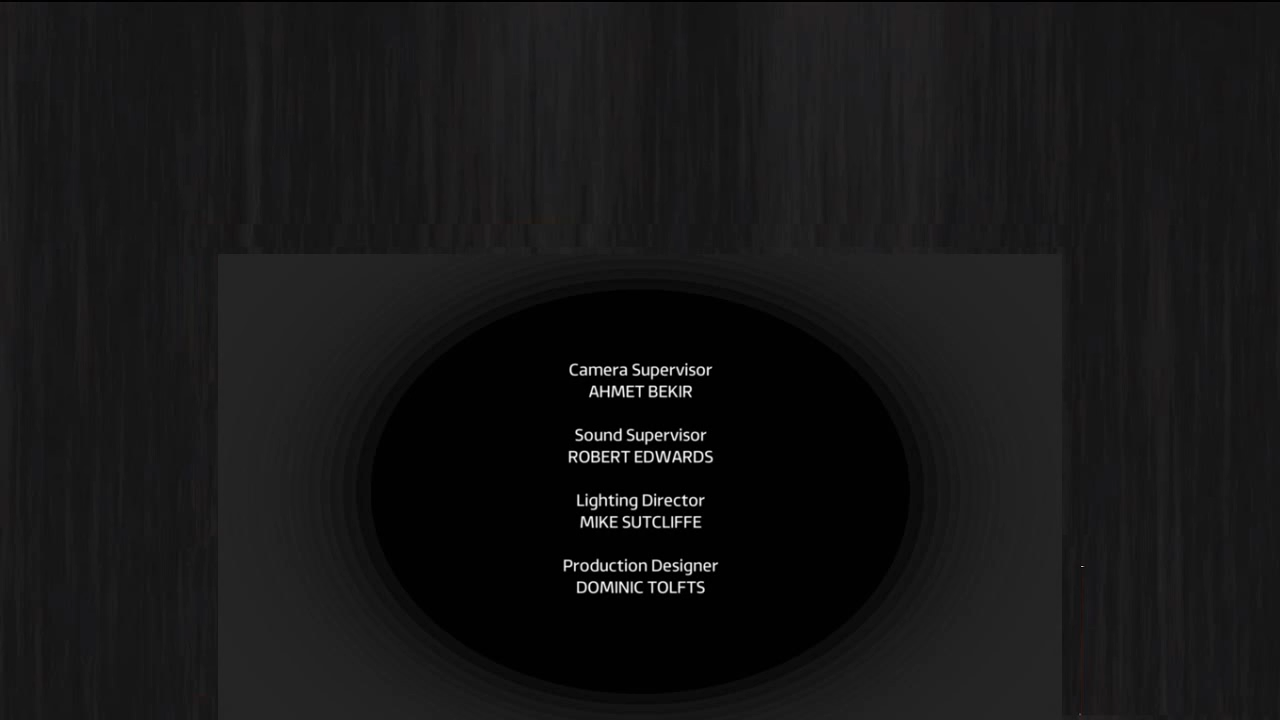 Camera Supervisor
AHMET BEKIR
Sound Supervisor
ROBERT EDWARDS
Lighting Director
MIKE SUTCLIFFE
Production Designer
DOMINIC TOLFTS